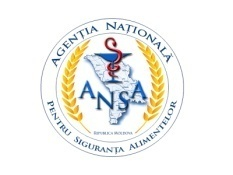 AGENȚIA NAȚIONALĂ
ANSA
REPUBLICA MOLDOVA
PENTRU SIGURANȚA ALIMENTELOR